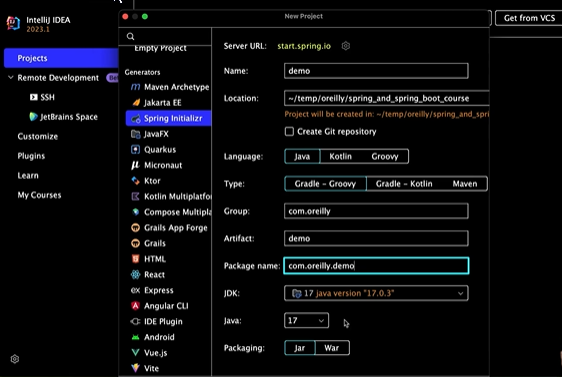 New Project
IntelliJ IDEA
2023.1
Get from VCS
Projects
Remote Development
SSH
JetBrains Space
Customize
Plugins
Learn
My Courses
Empty Project
Generators
Maven Archetype
Jakarta EE
Spring Initializr
JavaFX
Quarkus
Micronaut
Ktor
Kotlin Multiplatfo
Compose Multipla
Grails App Forge
Grails
HTML
React
ex Express
Angular CLI
IDE Plugin
Android
Vue.js
Vite
Server URL: start.spring.io
Name: demo
Location: ~/temp/oreilly/spring_and_spring_boot_course
Project will be created in: ~/temp/oreilly/spring_and_sprin
Create Git repository
Language: Java Kotlin Groovy
Type: Gradle - Groovy Gradle - Kotlin Maven
Group: com.oreilly
Artifact: demo
Package name: com.oreilly.demo
JDK: 17 java version "17.0.3"
Java: 17
Packaging: Jar War